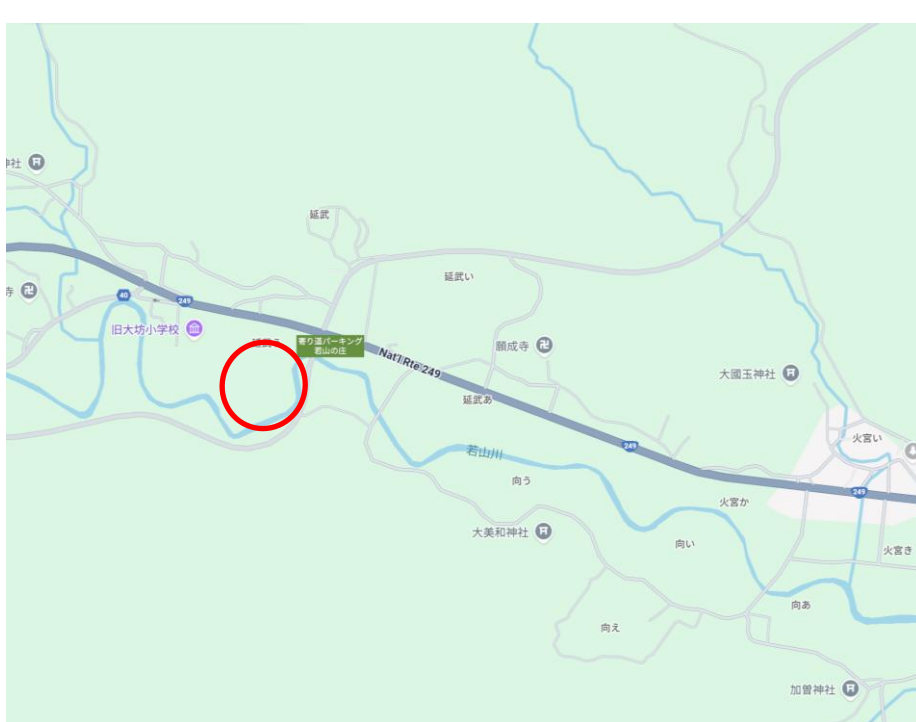 神社
延武
延武い
寺
40
249
旧大坊小学校
寄り道パーキング
若山の庄
Nat'l Rte 249
願成寺
大國玉神社
延武あ
249
火宮い
若山川
向う
火宮か
249
大美和神社
向い
火宮き
向あ
向え
加曽神社